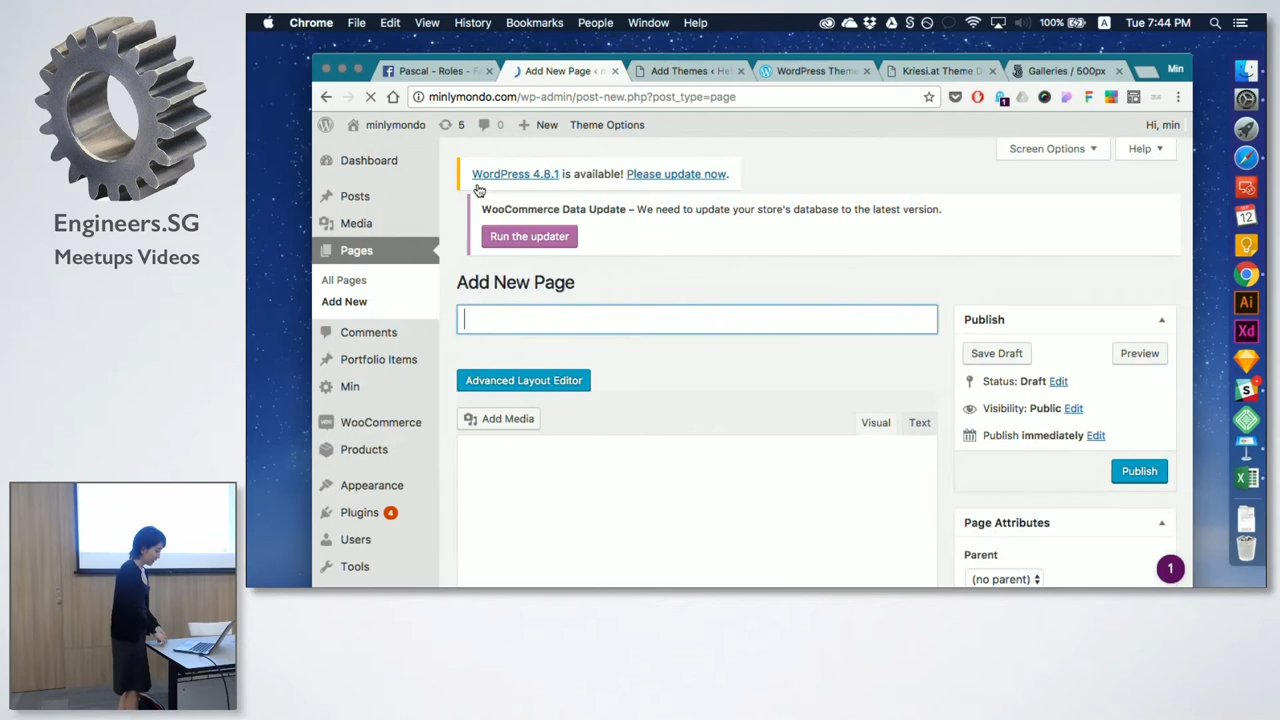 Chrome File Edit View History Bookmarks People Window Help 100% A Tue 7:44 PM
Pascal - Roles - Fa Add New Page ‹ m Add Themes ‹ He WordPress Theme Kriesi.at Theme D Galleries / 500px Min
minlymondo.com/wp-admin/post-new.php?post_type=page
minlymondo 5 0 New Theme Options Hi, min
Screen Options Help
Dashboard
Posts
Media
Pages
All Pages
Add New
Comments
Portfolio Items
Min
WooCommerce
Products
Appearance
Plugins 4
Users
Tools
WordPress 4.8.1 is available! Please update now.
WooCommerce Data Update – We need to update your store's database to the latest version.
Run the updater
Add New Page
Advanced Layout Editor
Add Media
Visual Text
Publish
Save Draft Preview
Status: Draft Edit
Visibility: Public Edit
Publish immediately Edit
Publish
Page Attributes
Parent
(no parent)
1
SEP
12
Ai
Xd
S
Engineers.SG
Meetups Videos